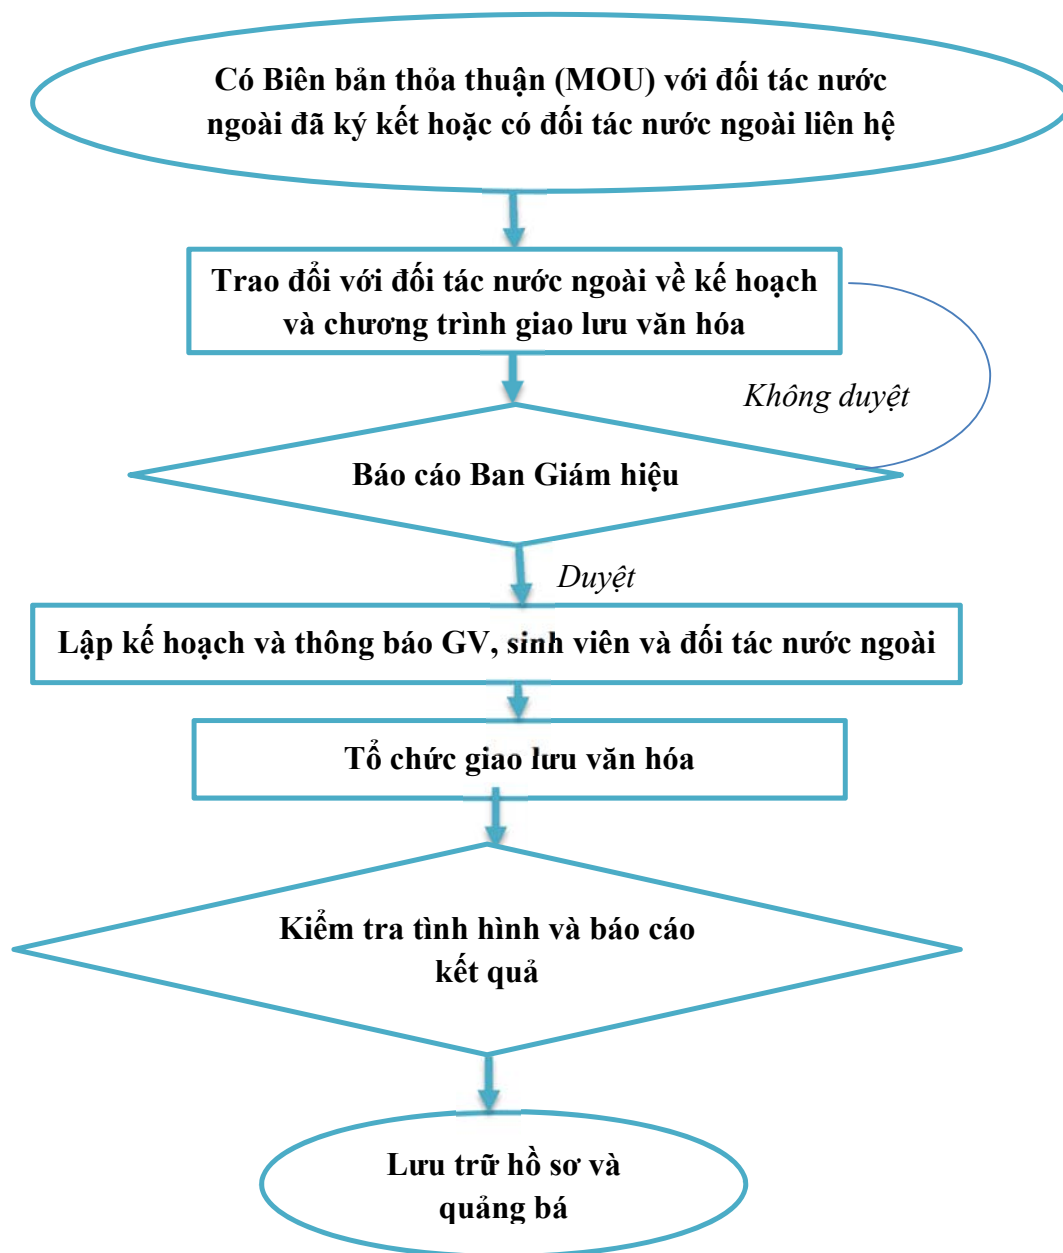 Có Biên bản thỏa thuận (MOU) với đối tác nước
ngoài đã ký kết hoặc có đối tác nước ngoài liên hệ
Trao đổi với đối tác nước ngoài về kế hoạch
và chương trình giao lưu văn hóa
Không duyệt
Báo cáo Ban Giám hiệu
Duyệt
Lập kế hoạch và thông báo GV, sinh viên và đối tác nước ngoài
Tổ chức giao lưu văn hóa
Kiểm tra tình hình và báo cáo
kết quả
Lưu trữ hồ sơ và
quảng bá